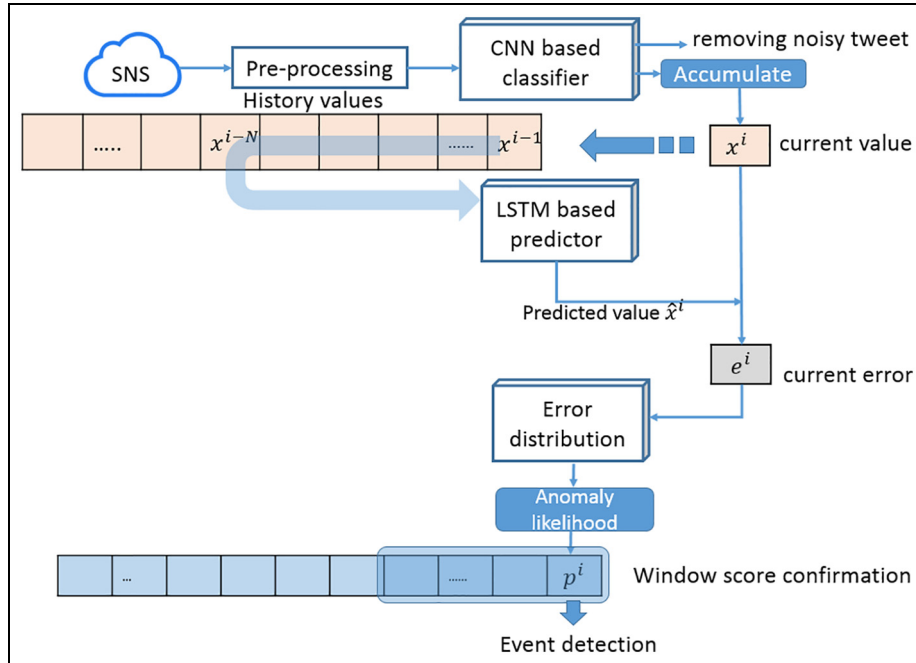 SNS
Pre-processing
CNN based
classifier
removing noisy tweet
Accumulate
History values
.....
x^{i-N}
......
x^{i-1}
x^i
current value
LSTM based
predictor
Predicted value x̂^i
e^i
current error
Error
distribution
Anomaly
likelihood
...
......
p^i
Window score confirmation
Event detection